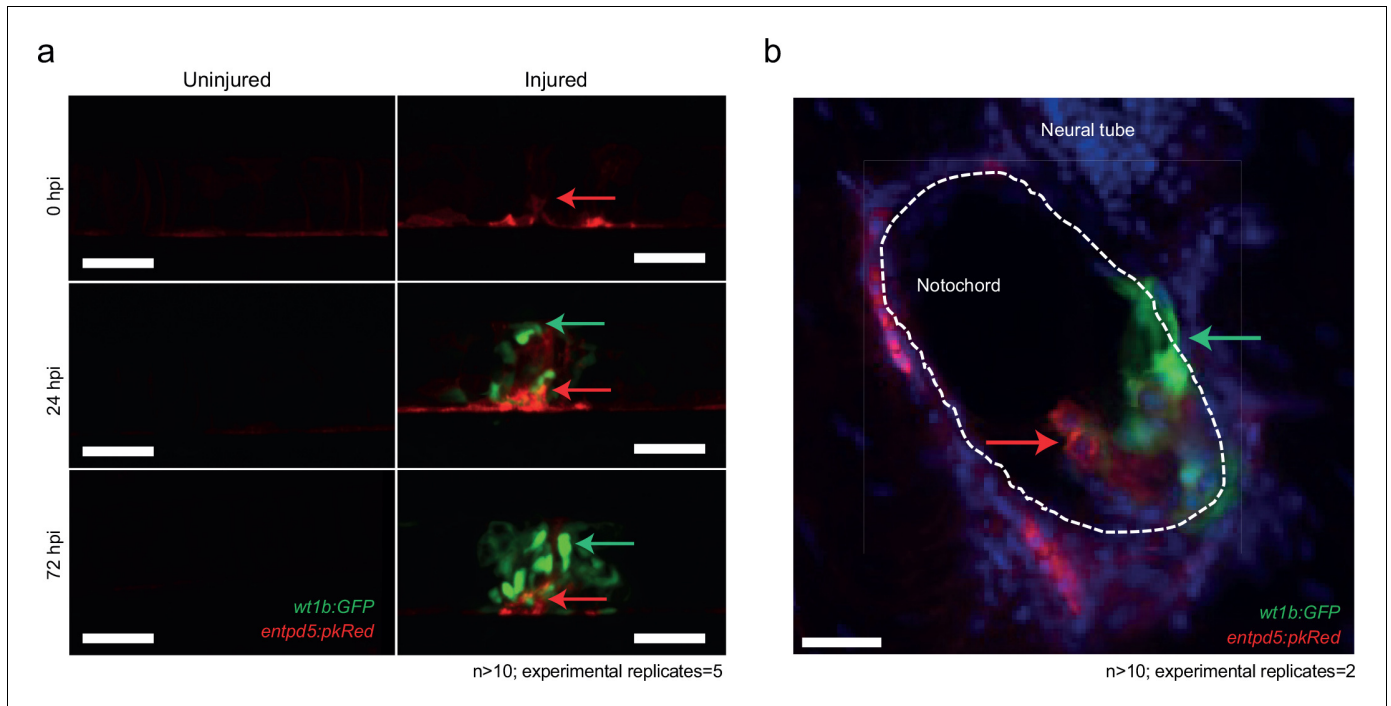 a
Uninjured
Injured
0 hpi
24 hpi
72 hpi
wt1b:GFP
entpd5:pkRed
n>10; experimental replicates=5
b
Neural tube
Notochord
wt1b:GFP
entpd5:pkRed
n>10; experimental replicates=2